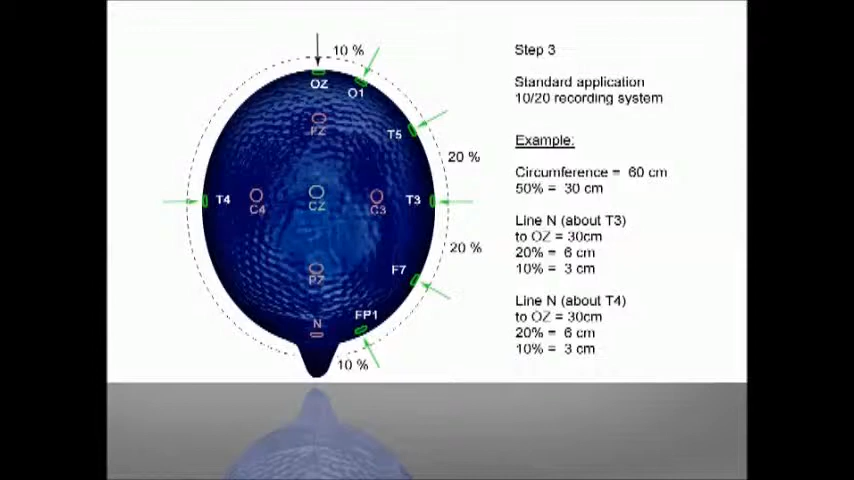 10 %
OZ
O1
PZ
T5
20 %
T4
C4
CZ
C3
T3
20 %
F7
PZ
FP1
N
10 %
Step 3
Standard application
10/20 recording system
Example:
Circumference = 60 cm
50% = 30 cm
Line N (about T3)
to OZ = 30cm
20% = 6 cm
10% = 3 cm
Line N (about T4)
to OZ = 30cm
20% = 6 cm
10% = 3 cm